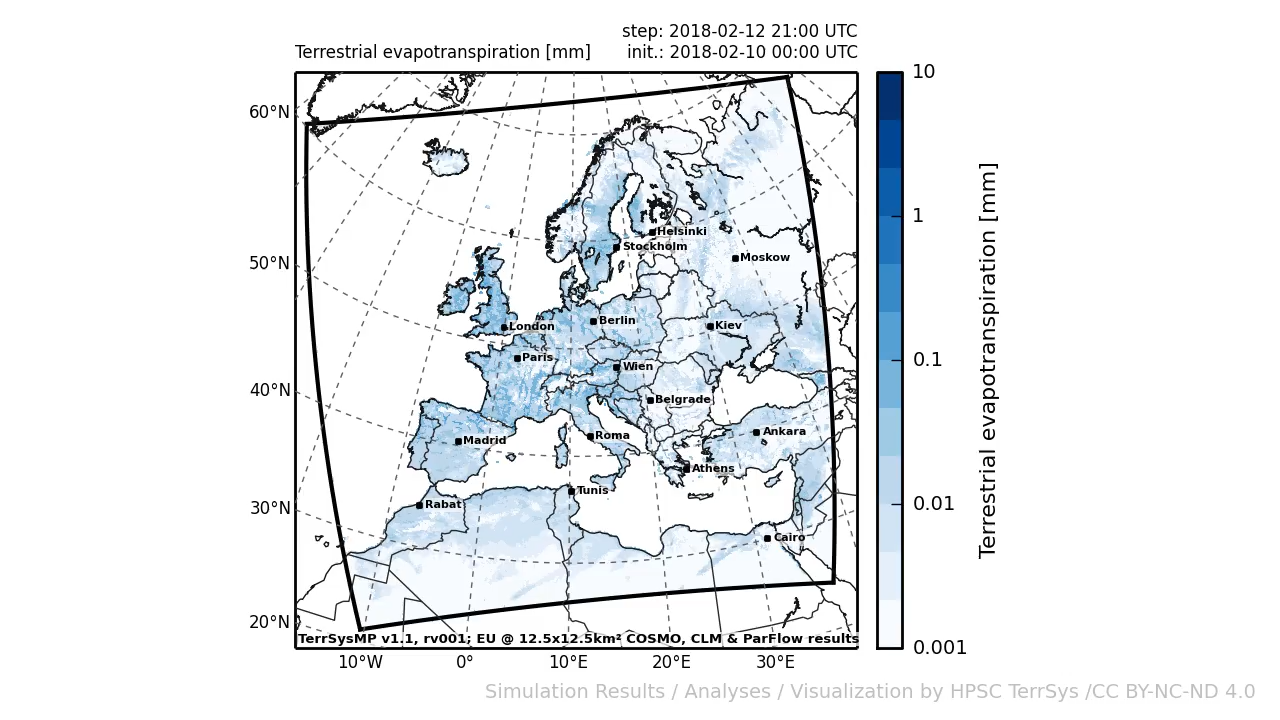 step: 2018-02-12 21:00 UTC
Terrestrial evapotranspiration [mm] init.: 2018-02-10 00:00 UTC
60°N
50°N
40°N
30°N
20°N
10°W
0°
10°E
20°E
30°E
Helsinki
Stockholm
Moskow
London
Berlin
Kiev
Paris
Wien
Belgrade
Madrid
Roma
Ankara
Athens
Tunis
Rabat
Cairo
TerrSysMP v1.1, rv001; EU @ 12.5x12.5km² COSMO, CLM & ParFlow results
10
1
0.1
0.01
0.001
Terrestrial evapotranspiration [mm]
Simulation Results / Analyses / Visualization by HPSC TerrSys /CC BY-NC-ND 4.0